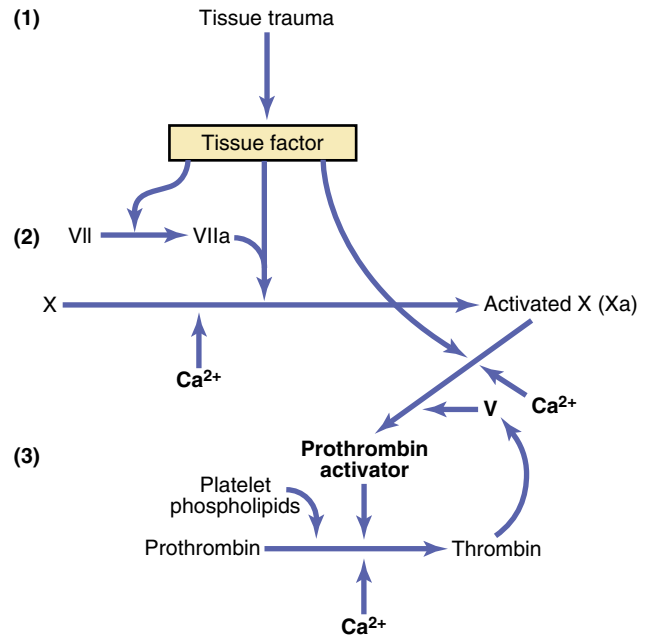 (1)
Tissue trauma
Tissue factor
(2)
VII
VIIa
X
Activated X (Xa)
Ca2+
Ca2+
V
(3)
Prothrombin
activator
Platelet
phospholipids
Prothrombin
Thrombin
Ca2+